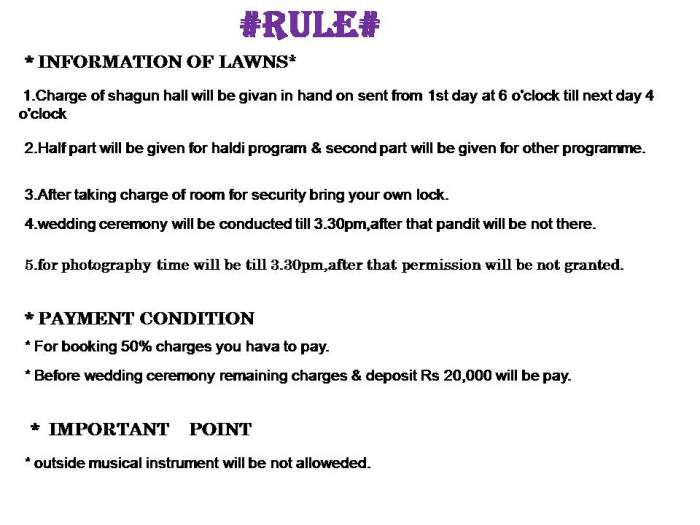 #RULE#
* INFORMATION OF LAWNS*
1.Charge of shagun hall will be givan in hand on sent from 1st day at 6 o'clock till next day 4
o'clock
2.Half part will be given for haldi program & second part will be given for other programme.
3.After taking charge of room for security bring your own lock.
4.wedding ceremony will be conducted till 3.30pm,after that pandit will be not there.
5.for photography time will be till 3.30pm,after that permission will be not granted.
* PAYMENT CONDITION
* For booking 50% charges you hava to pay.
* Before wedding ceremony remaining charges & deposit Rs 20,000 will be pay.
* IMPORTANT POINT
* outside musical instrument will be not alloweded.